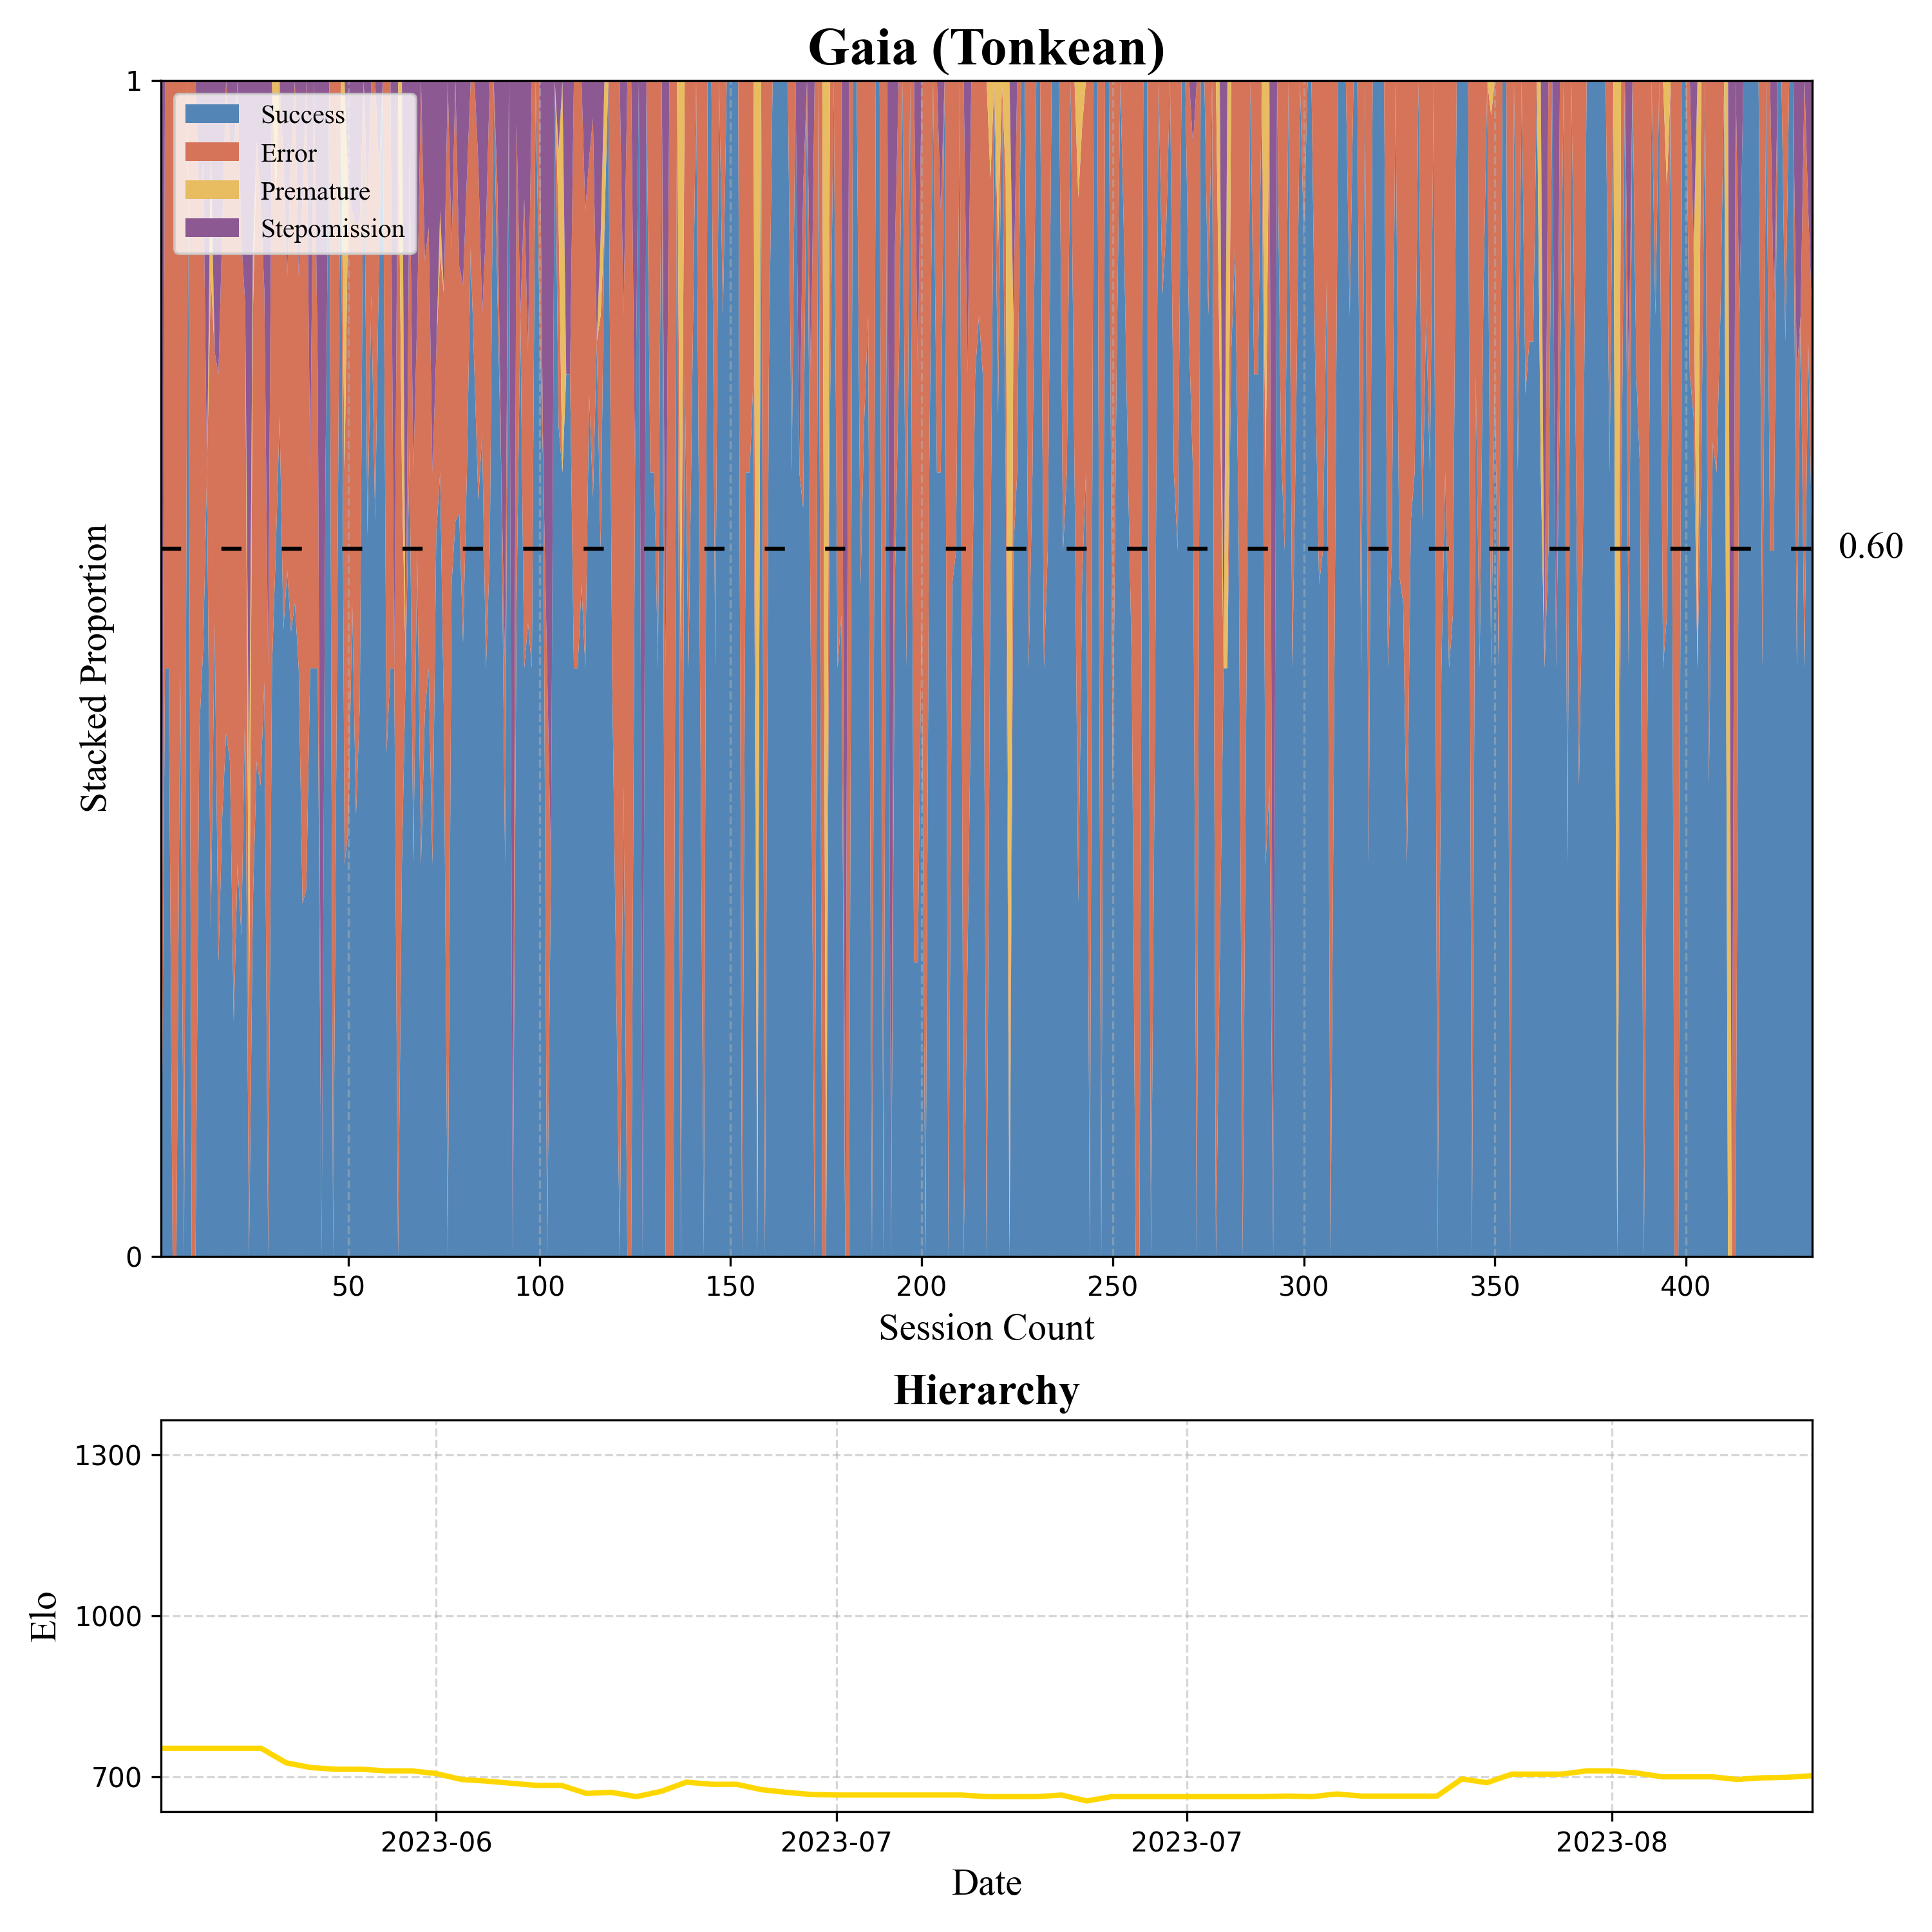 Gaia (Tonkean)
1
Success
Error
Premature
Stepomission
Stacked Proportion
0.60
0
50 100 150 200 250 300 350 400
Session Count
Hierarchy
1300
1000
700
Elo
2023-06 2023-07 2023-07 2023-08
Date